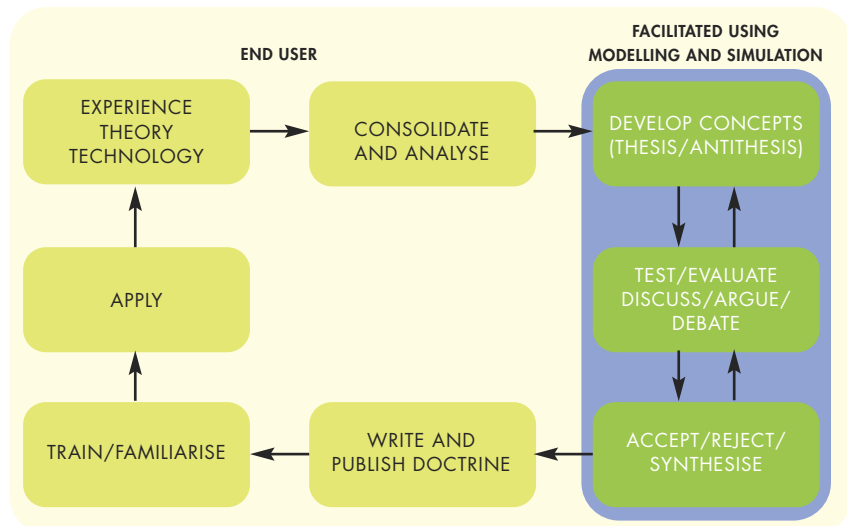 END USER
FACILITATED USING
MODELLING AND SIMULATION
EXPERIENCE
THEORY
TECHNOLOGY
CONSOLIDATE
AND ANALYSE
DEVELOP CONCEPTS
(THESIS/ANTITHESIS)
APPLY
TEST/EVALUATE
DISCUSS/ARGUE/
DEBATE
TRAIN/FAMILIARISE
WRITE AND
PUBLISH DOCTRINE
ACCEPT/REJECT/
SYNTHESISE